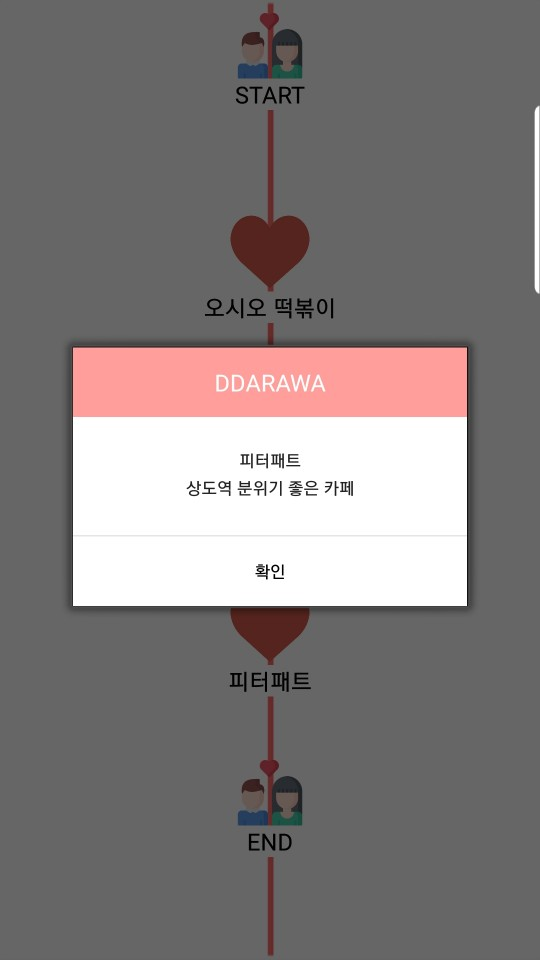 START
오시오 떡볶이
DDARAWA
피터패트
상도역 분위기 좋은 카페
확인
피터패트
END